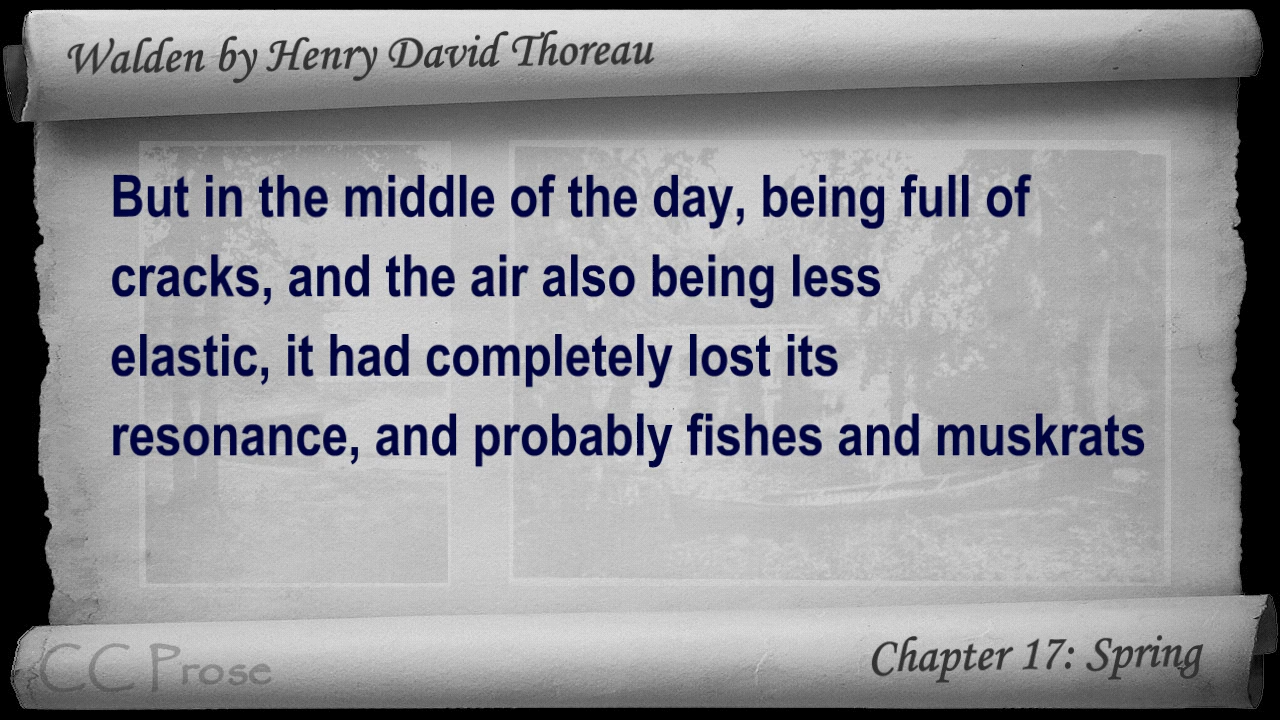 Walden by Henry David Thoreau
But in the middle of the day, being full of
cracks, and the air also being less
elastic, it had completely lost its
resonance, and probably fishes and muskrats
CC Prose
Chapter 17: Spring